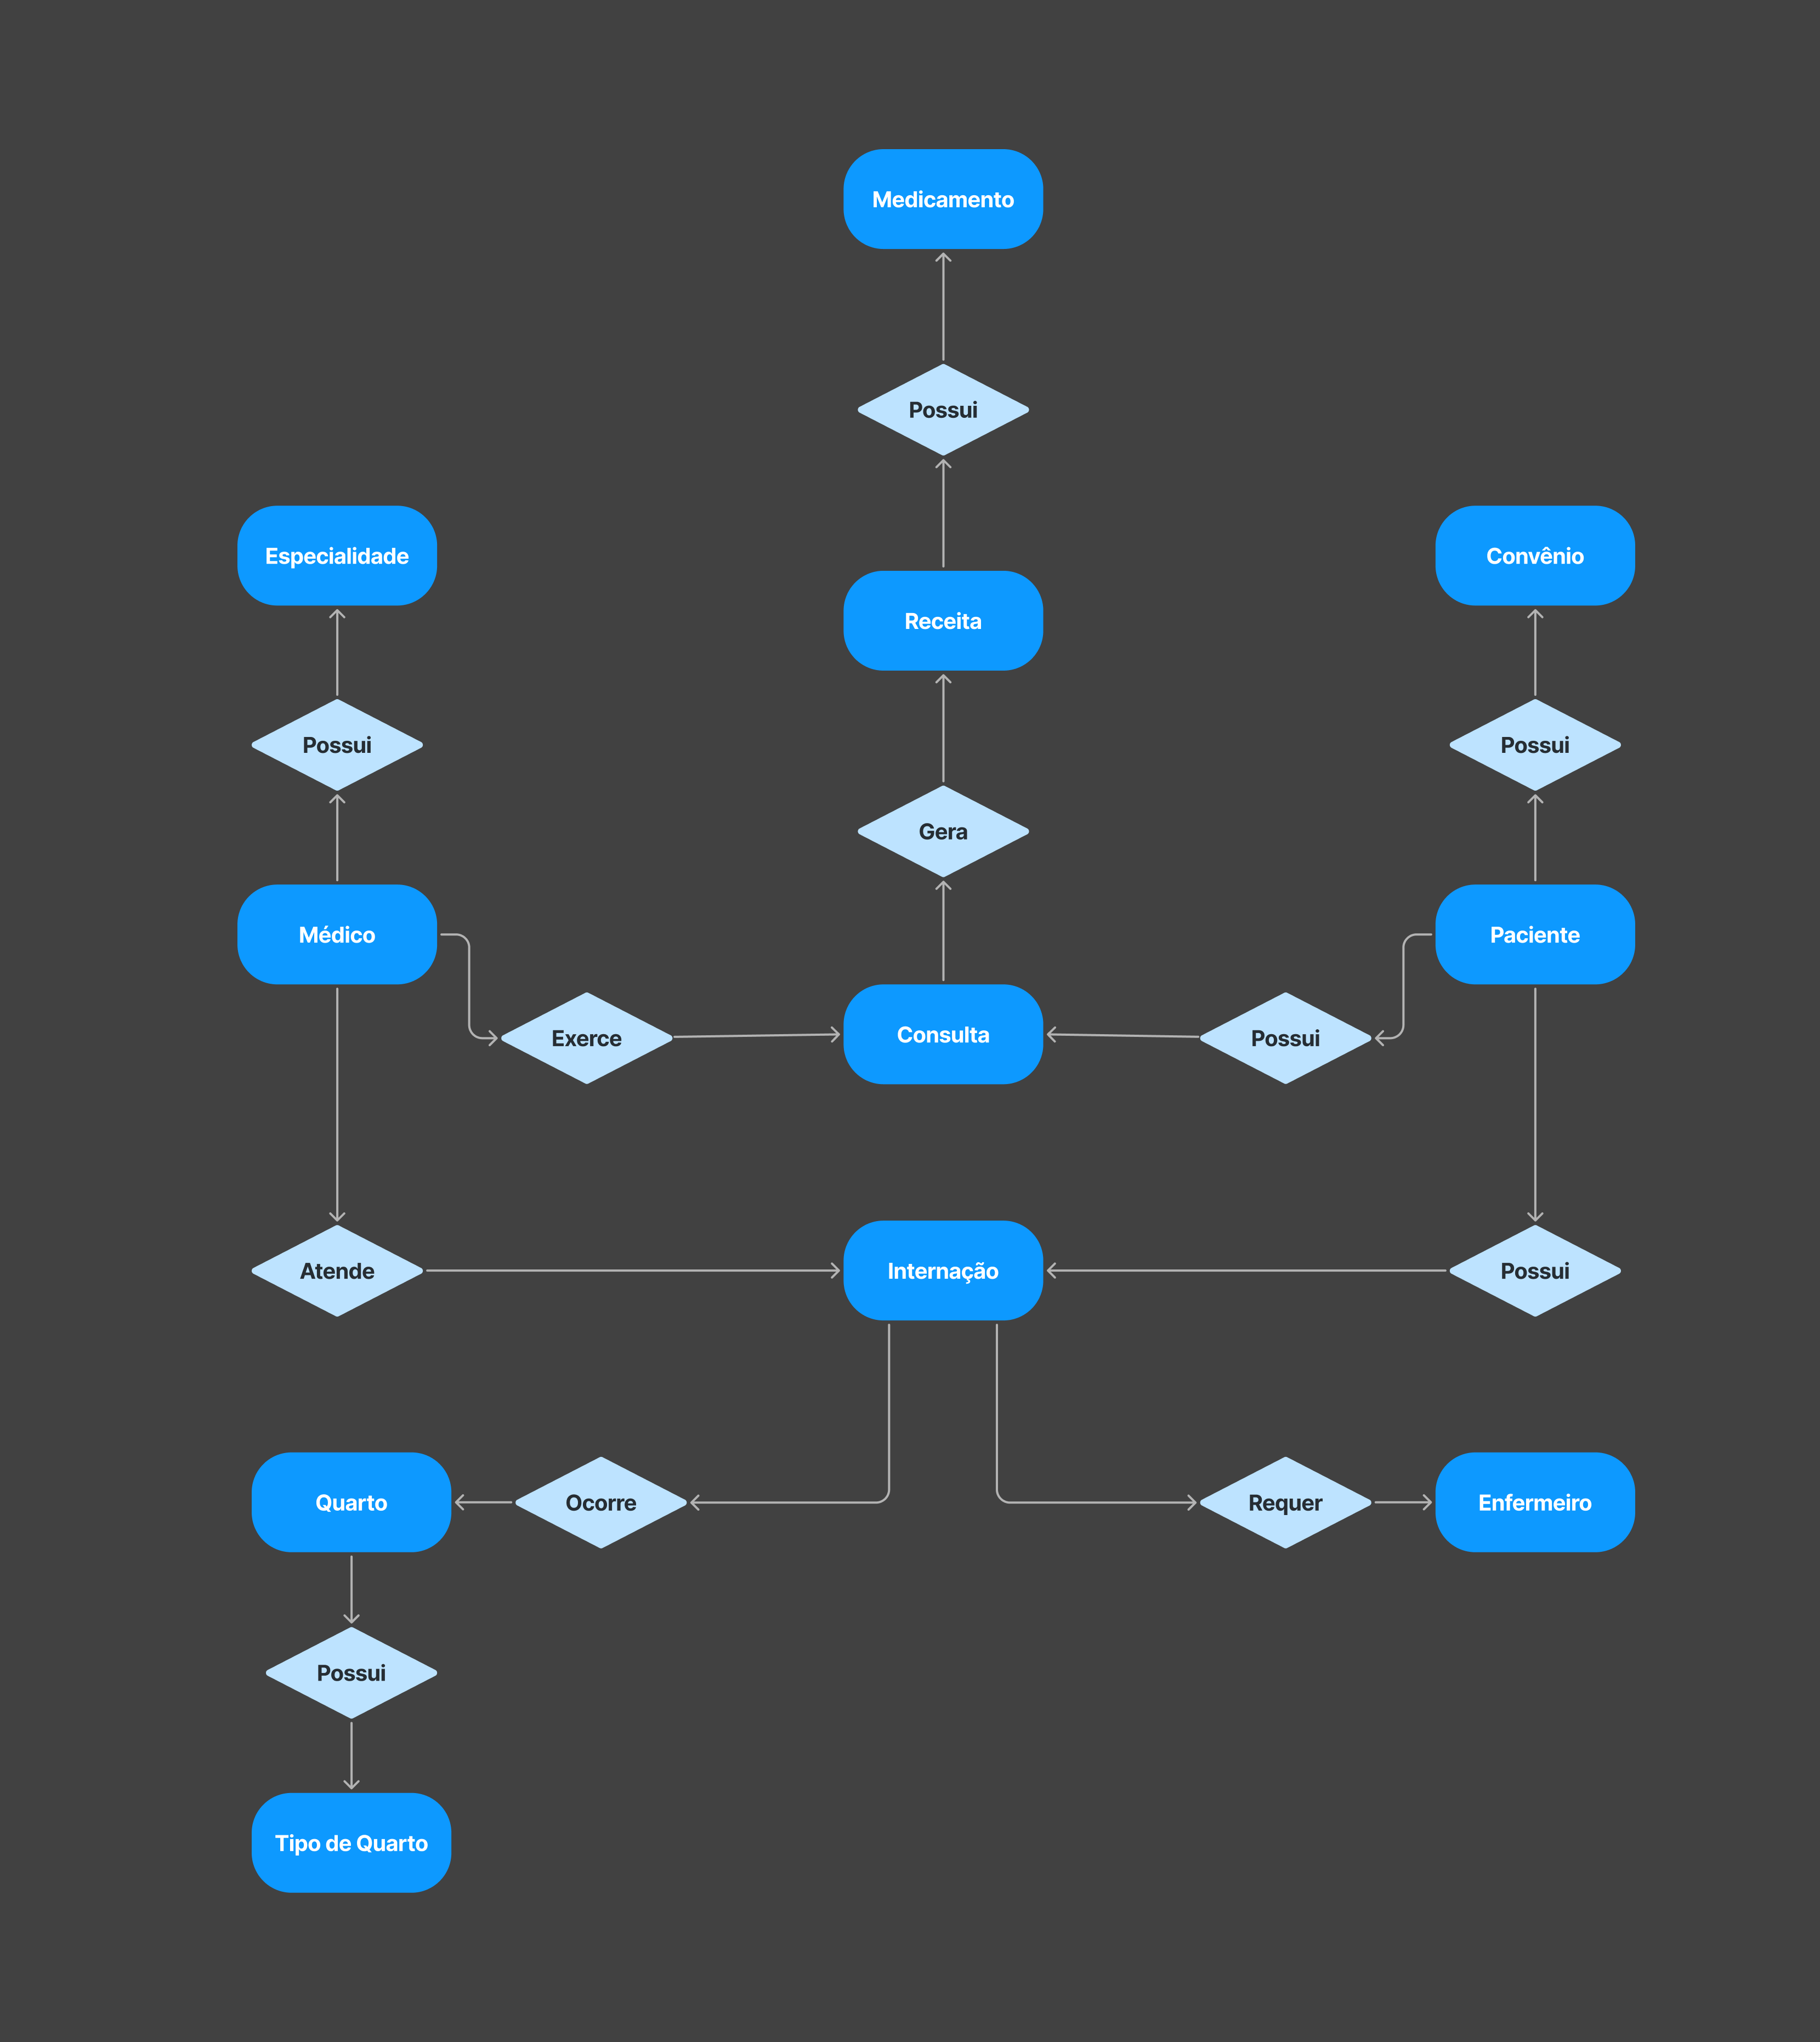 Medicamento
Possui
Especialidade
Receita
Convênio
Possui
Possui
Gera
Médico
Paciente
Exerce
Consulta
Possui
Atende
Internação
Possui
Quarto
Ocorre
Requer
Enfermeiro
Possui
Tipo de Quarto